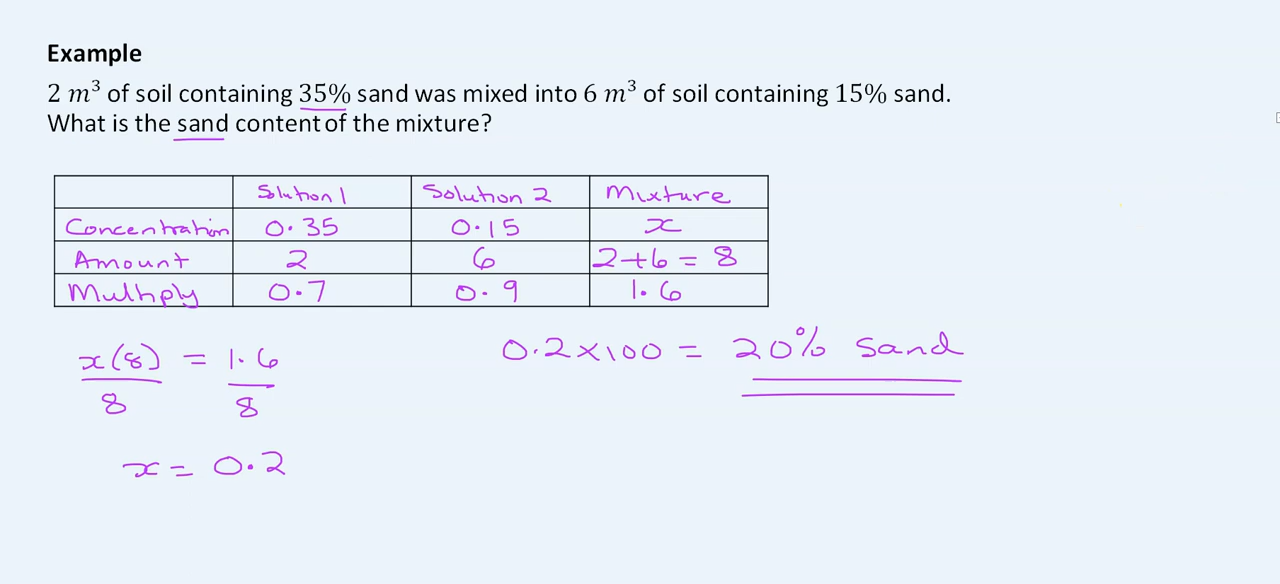 Example
2 m³ of soil containing 35% sand was mixed into 6 m³ of soil containing 15% sand.
What is the sand content of the mixture?
Solution 1 Solution 2 Mixture
Concentration 0.35 0.15 x
Amount 2 6 2+6 = 8
Multiply 0.7 0.9 1.6
x(8) = 1.6
8 8
x = 0.2
0.2×100 = 20% sand